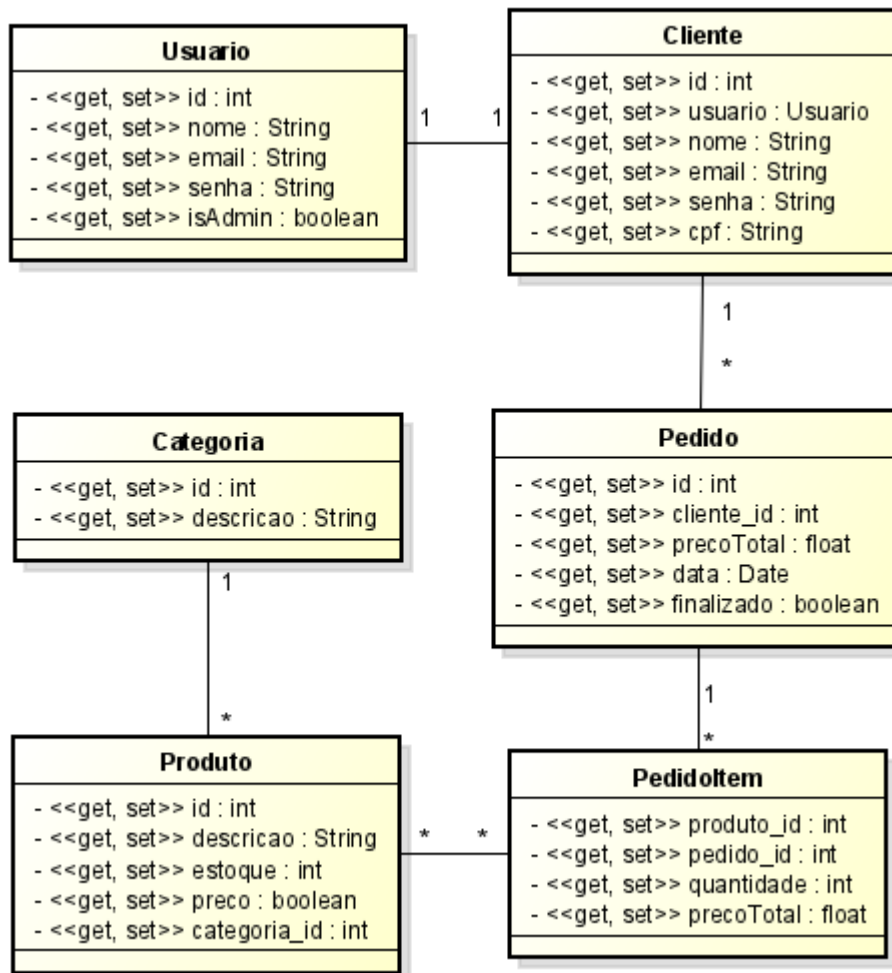 Usuario
- <<get, set>> id : int
- <<get, set>> nome : String
- <<get, set>> email : String
- <<get, set>> senha : String
- <<get, set>> isAdmin : boolean
1
1
Cliente
- <<get, set>> id : int
- <<get, set>> usuario : Usuario
- <<get, set>> nome : String
- <<get, set>> email : String
- <<get, set>> senha : String
- <<get, set>> cpf : String
1
*
Categoria
- <<get, set>> id : int
- <<get, set>> descricao : String
1
*
Pedido
- <<get, set>> id : int
- <<get, set>> cliente_id : int
- <<get, set>> precoTotal : float
- <<get, set>> data : Date
- <<get, set>> finalizado : boolean
1
*
Produto
- <<get, set>> id : int
- <<get, set>> descricao : String
- <<get, set>> estoque : int
- <<get, set>> preco : boolean
- <<get, set>> categoria_id : int
*
*
PedidoItem
- <<get, set>> produto_id : int
- <<get, set>> pedido_id : int
- <<get, set>> quantidade : int
- <<get, set>> precoTotal : float